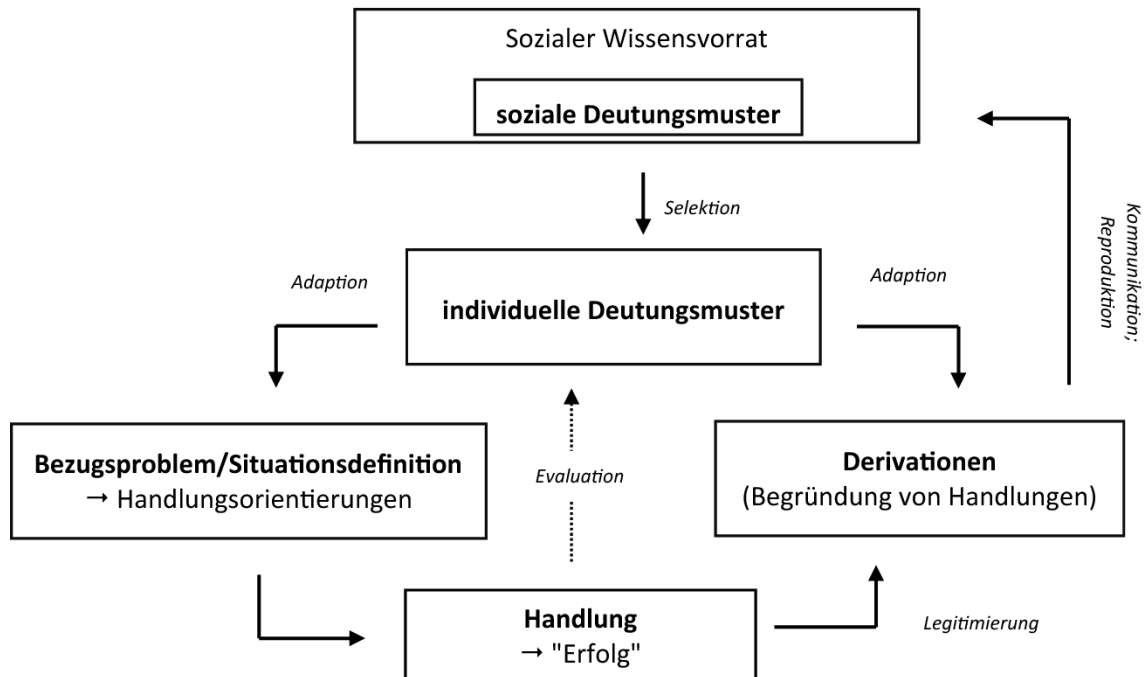 Sozialer Wissensvorrat
soziale Deutungsmuster
Selektion
Kommunikation;
Reproduktion
Adaption
Adaption
individuelle Deutungsmuster
Bezugsproblem/Situationsdefinition
→ Handlungsorientierungen
Evaluation
Derivationen
(Begründung von Handlungen)
Handlung
→ "Erfolg"
Legitimierung